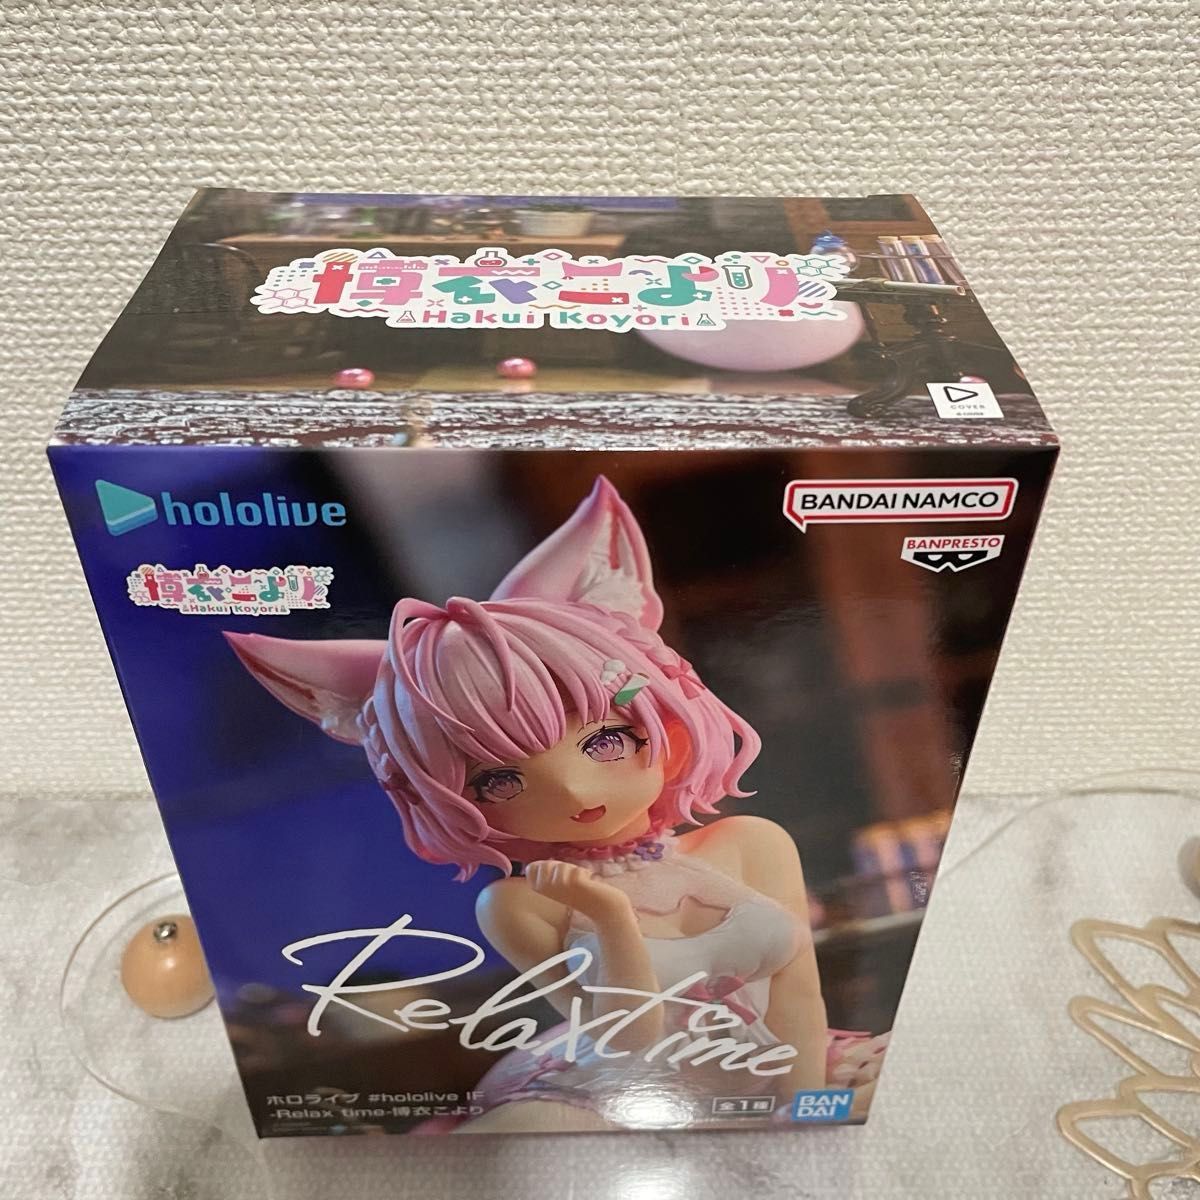 博衣こより
Hakui Koyori
COVER
hololive
BANDAI NAMCO
BANPRESTO
博衣こより
Hakui Koyori
Relax time
ホロライブ #hololive IF
-Relax time-博衣こより
全1種
BAN
DAI